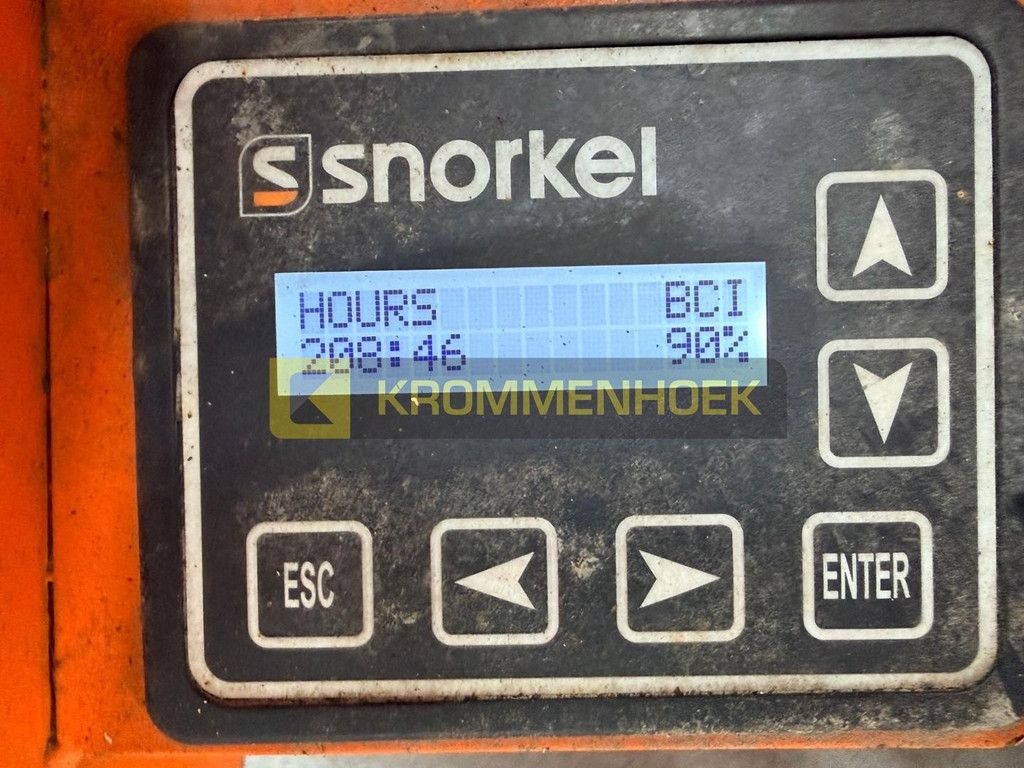 snorkel
HOURS BCI
208:46 90%
KROMMENHOEK
ESC
ENTER